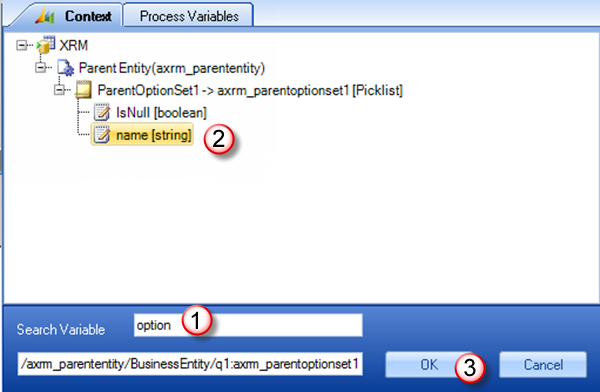 Context Process Variables
XRM
Parent Entity(axrm_parententity)
ParentOptionSet1 -> axrm_parentoptionset1 [Picklist]
IsNull [boolean]
name [string] 2
Search Variable option 1
/axrm_parententity/BusinessEntity/q1:axrm_parentoptionset1 OK 3 Cancel